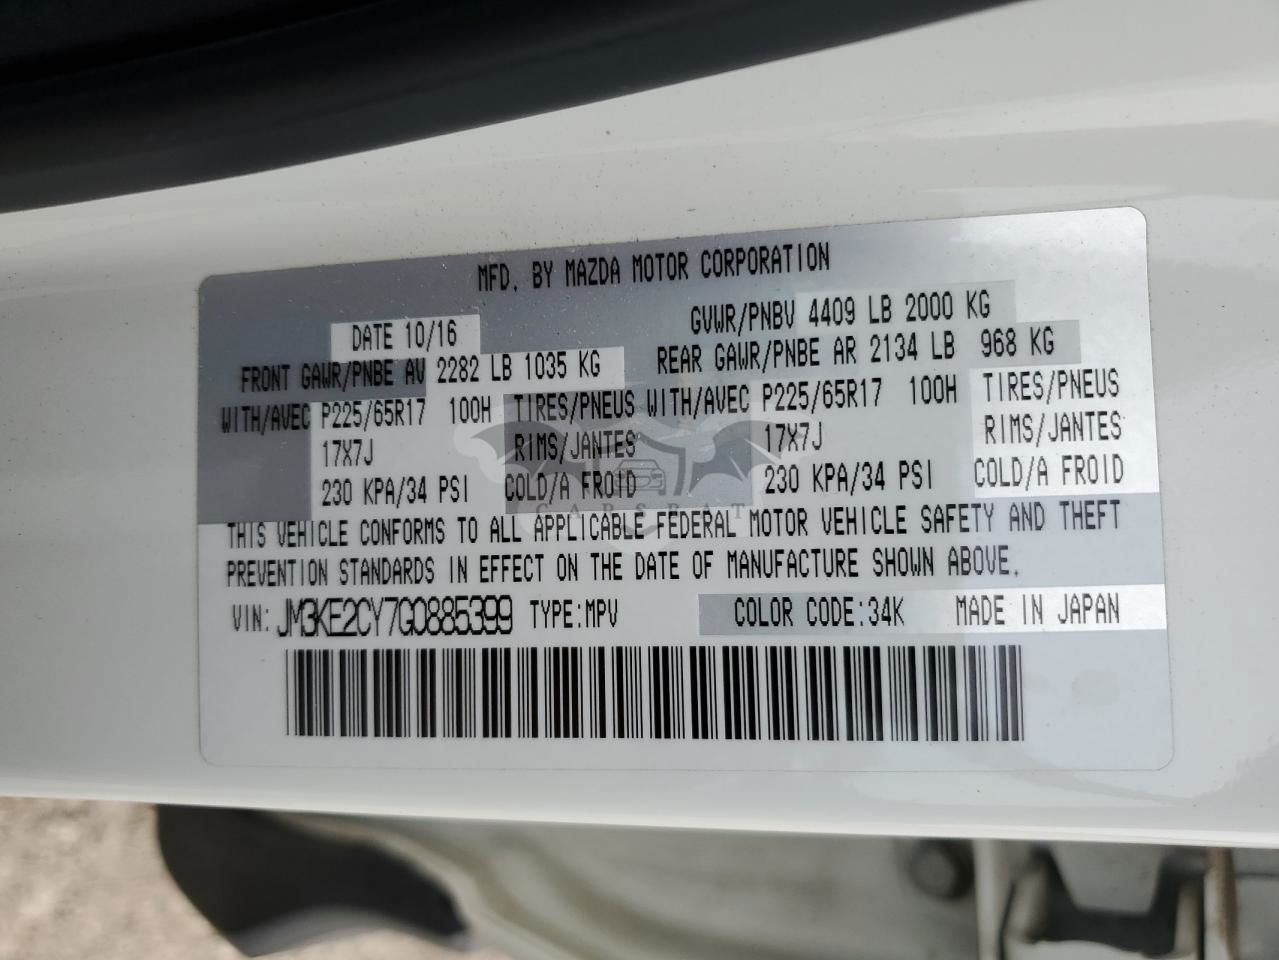 MFD. BY MAZDA MOTOR CORPORATION
DATE 10/16 GVWR/PNBV 4409 LB 2000 KG
FRONT GAWR/PNBE AV 2282 LB 1035 KG REAR GAWR/PNBE AR 2134 LB 968 KG
WITH/AVEC P225/65R17 100H TIRES/PNEUS WITH/AVEC P225/65R17 100H TIRES/PNEUS
17X7J RIMS/JANTES 17X7J RIMS/JANTES
230 KPA/34 PSI COLD/A FROID 230 KPA/34 PSI COLD/A FROID
CARSBAT
THIS VEHICLE CONFORMS TO ALL APPLICABLE FEDERAL MOTOR VEHICLE SAFETY AND THEFT
PREVENTION STANDARDS IN EFFECT ON THE DATE OF MANUFACTURE SHOWN ABOVE.
VIN: JM3KE2CY7G0885399 TYPE:MPV COLOR CODE:34K MADE IN JAPAN